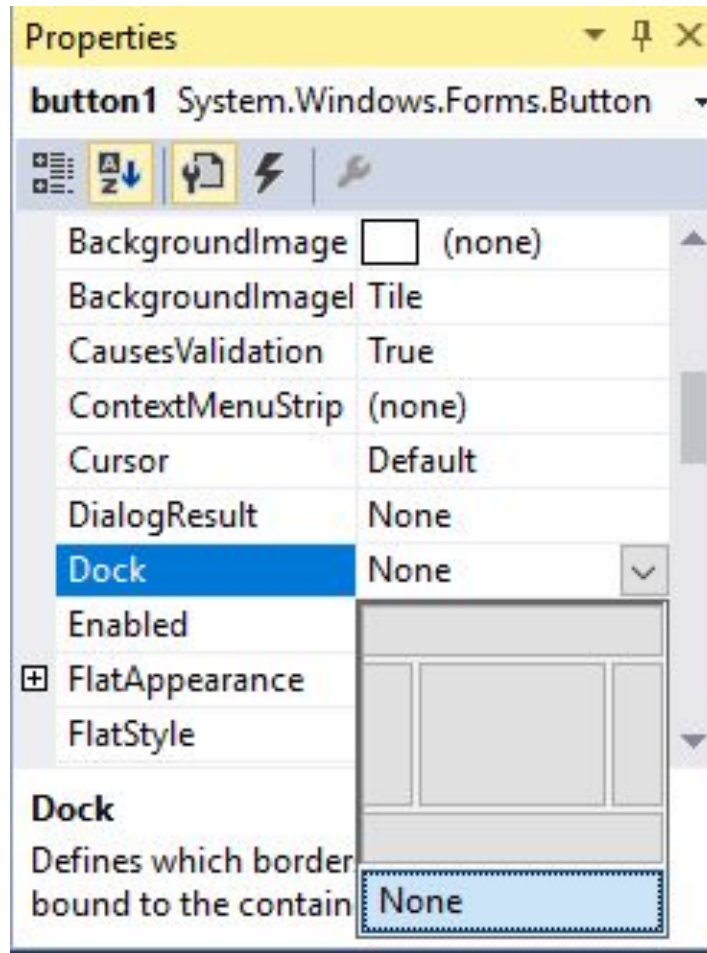 Properties
button1 System.Windows.Forms.Button
BackgroundImage (none)
BackgroundImageI Tile
CausesValidation True
ContextMenuStrip (none)
Cursor Default
DialogResult None
Dock None
Enabled
FlatAppearance
FlatStyle
None
Dock
Defines which border
bound to the contain